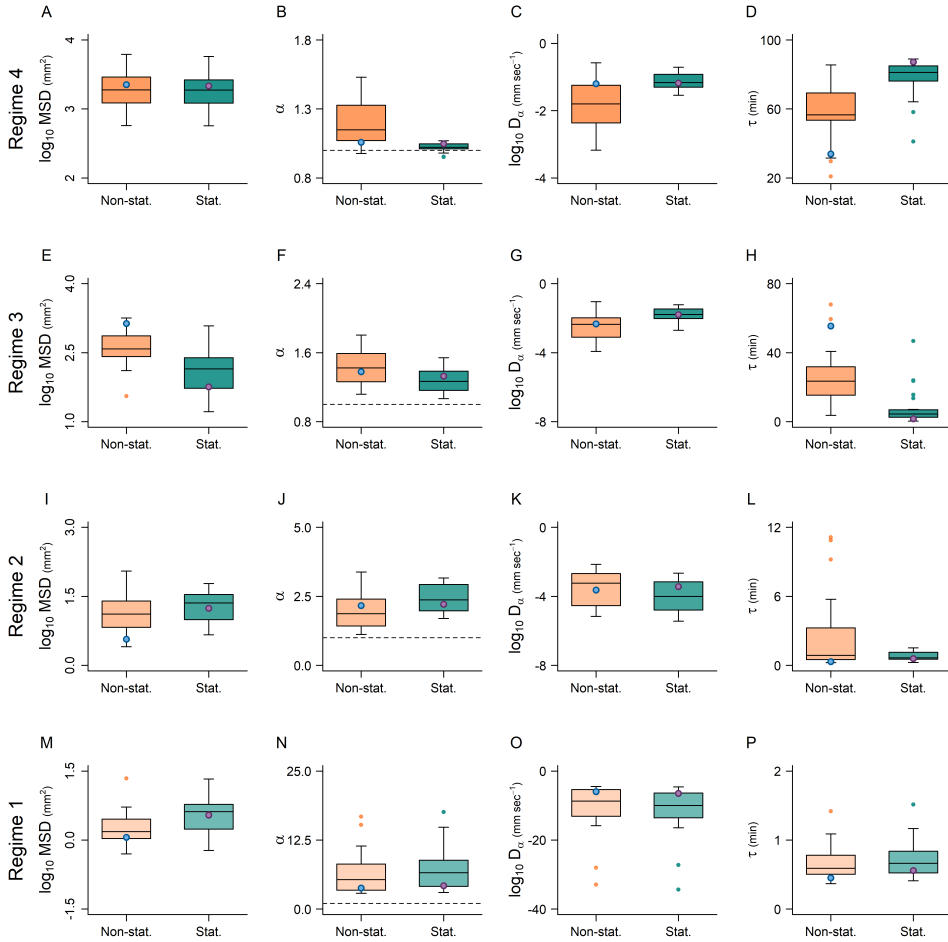 A B C D
Regime 4
log10 MSD (mm²)
4
3
2
Non-stat. Stat.
α
1.8
1.3
0.8
Non-stat. Stat.
log10 Dα (mm sec⁻¹)
0
-2
-4
Non-stat. Stat.
τ (min)
100
60
20
Non-stat. Stat.
E F G H
Regime 3
log10 MSD (mm²)
4.0
2.5
1.0
Non-stat. Stat.
α
2.4
1.6
0.8
Non-stat. Stat.
log10 Dα (mm sec⁻¹)
0
-4
-8
Non-stat. Stat.
τ (min)
80
40
0
Non-stat. Stat.
I J K L
Regime 2
log10 MSD (mm²)
3.0
1.5
0.0
Non-stat. Stat.
α
5.0
2.5
0.0
Non-stat. Stat.
log10 Dα (mm sec⁻¹)
0
-4
-8
Non-stat. Stat.
τ (min)
12
6
0
Non-stat. Stat.
M N O P
Regime 1
log10 MSD (mm²)
1.5
0.0
-1.5
Non-stat. Stat.
α
25.0
12.5
0.0
Non-stat. Stat.
log10 Dα (mm sec⁻¹)
0
-20
-40
Non-stat. Stat.
τ (min)
2
1
0
Non-stat. Stat.